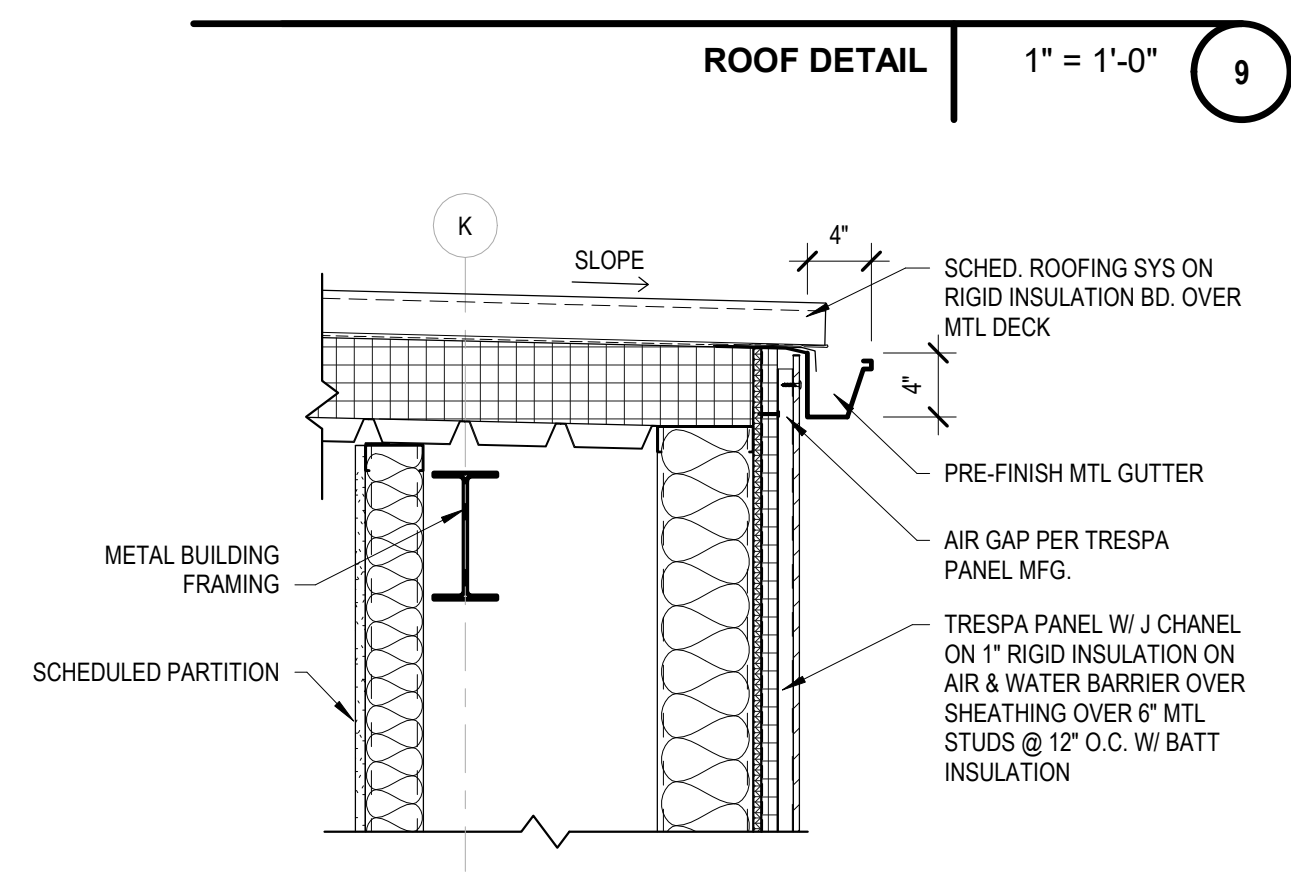 ROOF DETAIL
1" = 1'-0"
9
K
SLOPE
4"
SCHED. ROOFING SYS ON
RIGID INSULATION BD. OVER
MTL DECK
4"
PRE-FINISH MTL GUTTER
AIR GAP PER TRESPA
PANEL MFG.
METAL BUILDING
FRAMING
TRESPA PANEL W/ J CHANEL
ON 1" RIGID INSULATION ON
AIR & WATER BARRIER OVER
SHEATHING OVER 6" MTL
STUDS @ 12" O.C. W/ BATT
INSULATION
SCHEDULED PARTITION